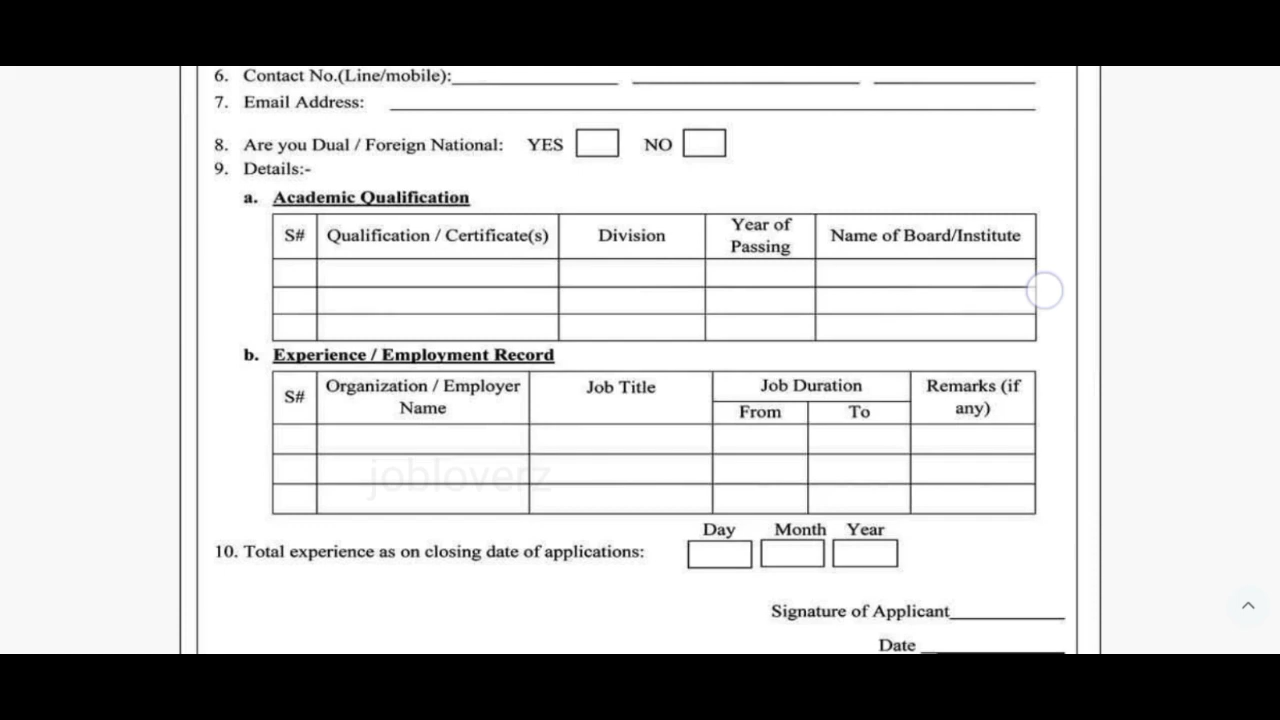 6. Contact No.(Line/mobile):
7. Email Address:
8. Are you Dual / Foreign National: YES NO
9. Details:-
a. Academic Qualification
S# Qualification / Certificate(s) Division Year of Passing Name of Board/Institute
b. Experience / Employment Record
S# Organization / Employer Name Job Title Job Duration Remarks (if any)
From To
jobloverz
Day Month Year
10. Total experience as on closing date of applications:
Signature of Applicant
Date